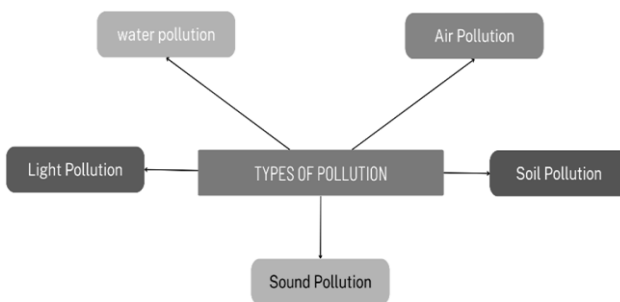 water pollution
Air Pollution
Light Pollution
TYPES OF POLLUTION
Soil Pollution
Sound Pollution